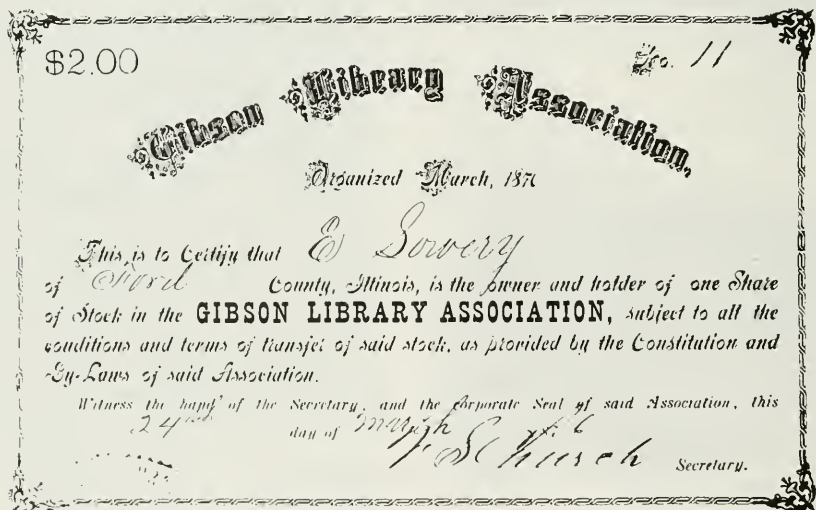 $2.00 No. 11
Gibson Library Association,
Organized March, 187
This is to Certify that E Lowery
of Ford County, Illinois, is the owner and holder of one Share
of Stock in the GIBSON LIBRARY ASSOCIATION, subject to all the
conditions and terms of transfer of said stock, as provided by the Constitution and
By-Laws of said Association.
Witness the hand of the Secretary, and the Corporate Seal of said Association, this
24th day of March
Church Secretary.